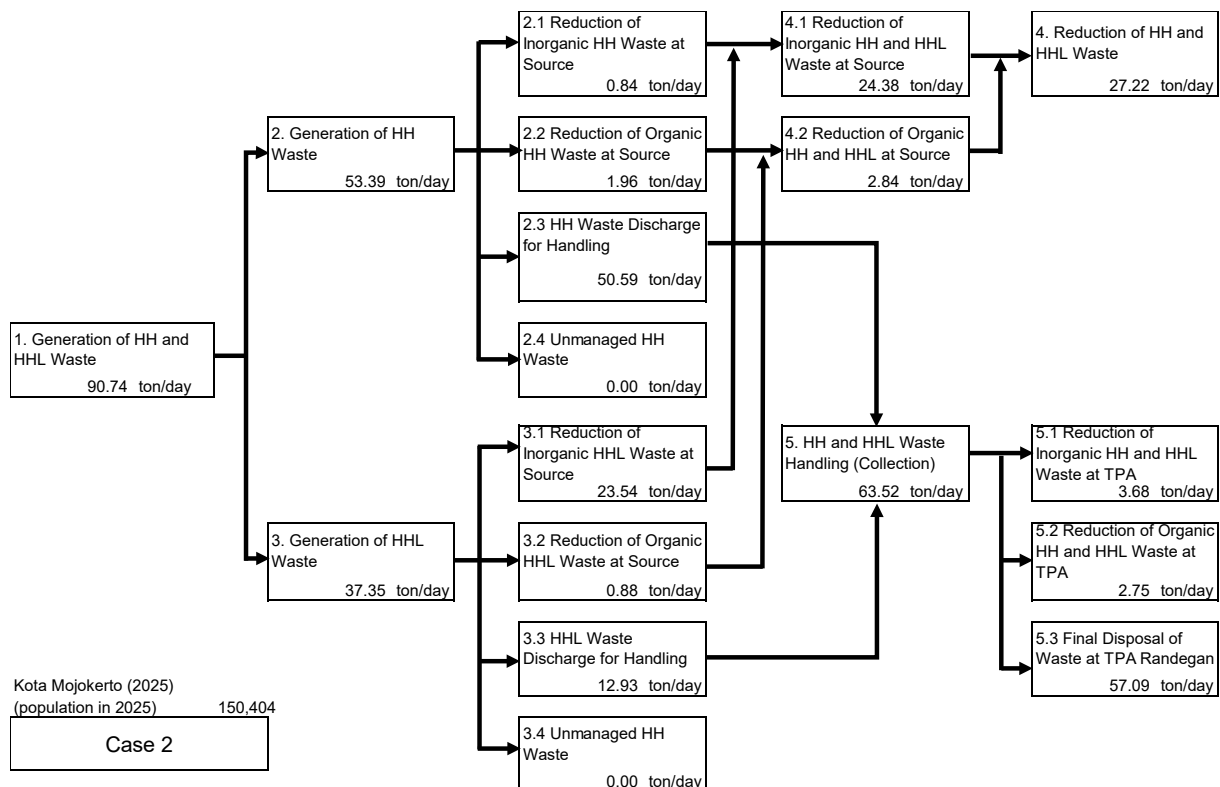 2.1 Reduction of
Inorganic HH Waste at
Source
0.84 ton/day
4.1 Reduction of
Inorganic HH and HHL
Waste at Source
24.38 ton/day
4. Reduction of HH and
HHL Waste
27.22 ton/day
2. Generation of HH
Waste
53.39 ton/day
2.2 Reduction of Organic
HH Waste at Source
1.96 ton/day
4.2 Reduction of Organic
HH and HHL at Source
2.84 ton/day
2.3 HH Waste Discharge
for Handling
50.59 ton/day
1. Generation of HH and
HHL Waste
90.74 ton/day
2.4 Unmanaged HH
Waste
0.00 ton/day
3.1 Reduction of
Inorganic HHL Waste at
Source
23.54 ton/day
5. HH and HHL Waste
Handling (Collection)
63.52 ton/day
5.1 Reduction of
Inorganic HH and HHL
Waste at TPA
3.68 ton/day
3. Generation of HHL
Waste
37.35 ton/day
3.2 Reduction of Organic
HHL Waste at Source
0.88 ton/day
5.2 Reduction of Organic
HH and HHL Waste at
TPA
2.75 ton/day
3.3 HHL Waste
Discharge for Handling
12.93 ton/day
5.3 Final Disposal of
Waste at TPA Randegan
57.09 ton/day
Kota Mojokerto (2025)
(population in 2025) 150,404
Case 2
3.4 Unmanaged HH
Waste
0.00 ton/day